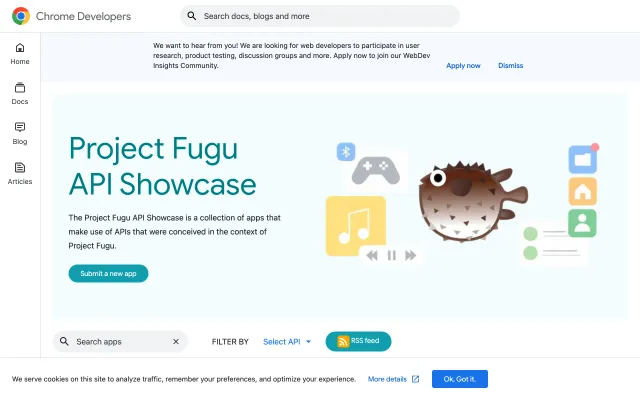 Chrome Developers
Search docs, blogs and more
Home
Docs
Blog
Articles
We want to hear from you! We are looking for web developers to participate in user
research, product testing, discussion groups and more. Apply now to join our WebDev
Insights Community.
Apply now
Dismiss
Project Fugu
API Showcase
The Project Fugu API Showcase is a collection of apps that
make use of APIs that were conceived in the context of
Project Fugu.
Submit a new app
Search apps
FILTER BY
Select API
RSS feed
We serve cookies on this site to analyze traffic, remember your preferences, and optimize your experience.
More details
Ok, Got it.